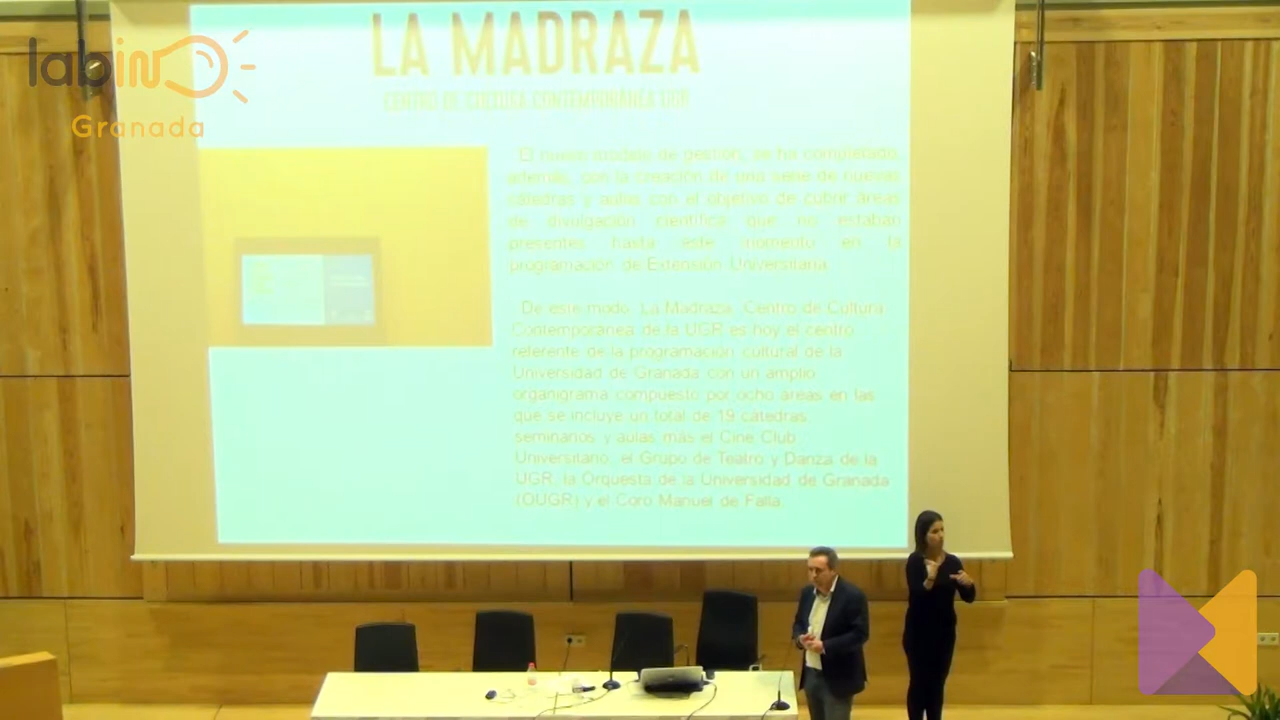 labin
Granada
LA MADRAZA
CENTRO DE CULTURA CONTEMPORÁNEA UGR
El nuevo modelo de gestión, se ha completado,
además, con la creación de una serie de nuevas
cátedras y aulas con el objetivo de cubrir áreas
de divulgación científica que no estaban
presentes hasta este momento en la
programación de Extensión Universitaria.
De este modo, La Madraza. Centro de Cultura
Contemporánea de la UGR es hoy el centro
referente de la programación cultural de la
Universidad de Granada con un amplio
organigrama compuesto por ocho áreas en las
que se incluye un total de 19 cátedras,
seminarios y aulas más el Cine Club
Universitario, el Grupo de Teatro y Danza de la
UGR, la Orquesta de la Universidad de Granada
(OUGR) y el Coro Manuel de Falla.